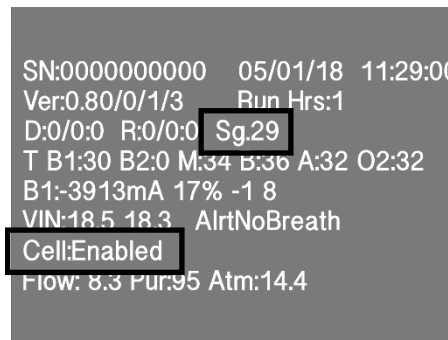 SN:0000000000 05/01/18 11:29:00
Ver:0.80/0/1/3 Run Hrs:1
D:0/0:0 R:0/0:0 Sg.29
T B1:30 B2:0 M:34 B:36 A:32 O2:32
B1:-3913mA 17% -1 8
VIN:18.5 18.3 AlrtNoBreath
Cell:Enabled
Flow: 8.3 Pur:95 Atm:14.4